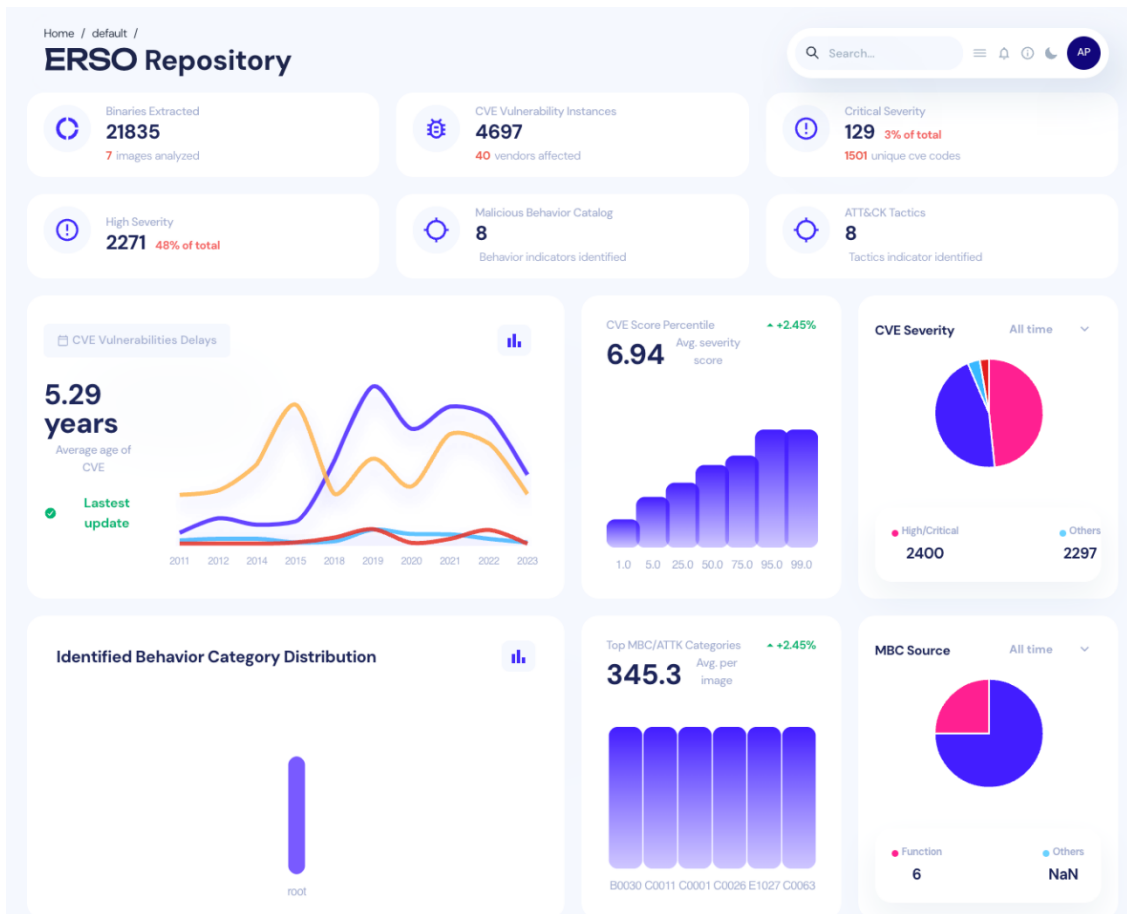 Home / default /
ERSO Repository
Search...
AP
Binaries Extracted
21835
7 images analyzed
CVE Vulnerability Instances
4697
40 vendors affected
Critical Severity
129 3% of total
1501 unique cve codes
High Severity
2271 48% of total
Malicious Behavior Catalog
8
Behavior indicators identified
ATT&CK Tactics
8
Tactics indicator identified
CVE Vulnerabilities Delays
5.29
years
Average age of
CVE
Lastest
update
2011 2012 2014 2015 2018 2019 2020 2021 2022 2023
CVE Score Percentile
+2.45%
6.94
Avg. severity
score
1.0 5.0 25.0 50.0 75.0 95.0 99.0
CVE Severity
All time
High/Critical
2400
Others
2297
Identified Behavior Category Distribution
root
Top MBC/ATTK Categories
+2.45%
345.3
Avg. per
image
B0030 C0011 C0001 C0026 E1027 C0063
MBC Source
All time
Function
6
Others
NaN